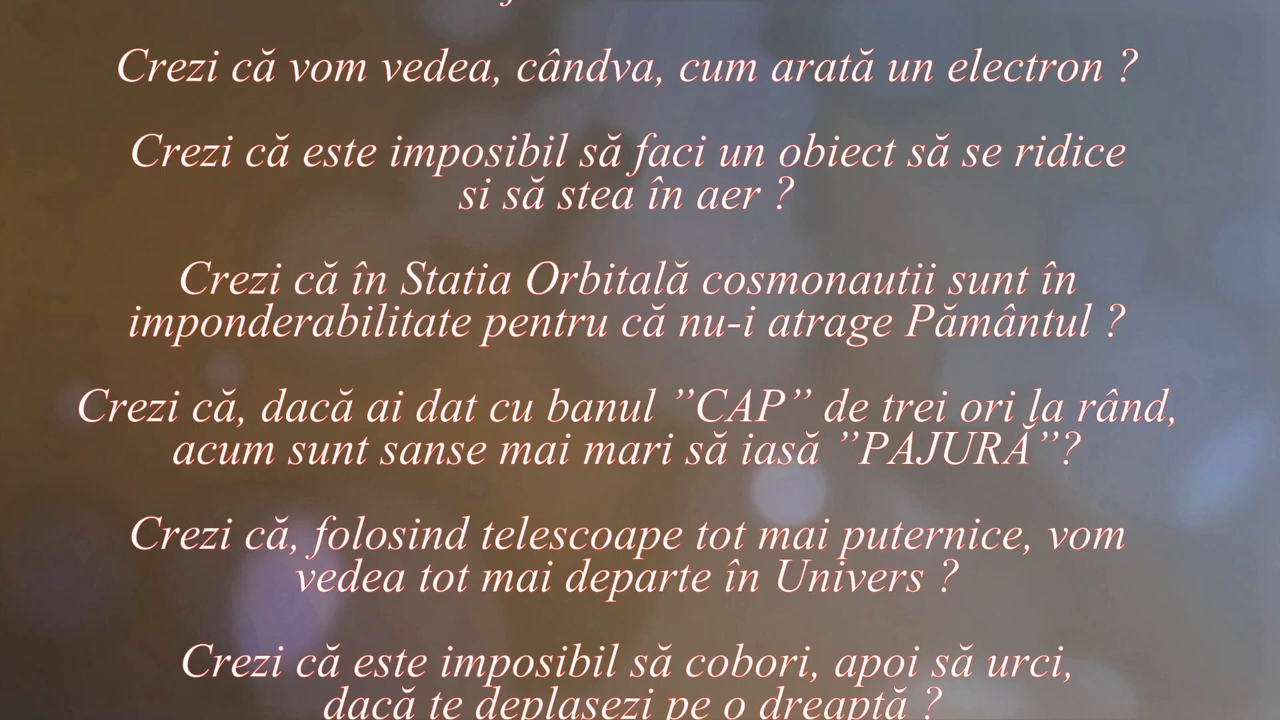 Crezi că vom vedea, cândva, cum arată un electron ?
Crezi că este imposibil să faci un obiect să se ridice
si să stea în aer ?
Crezi că în Statia Orbitală cosmonautii sunt în
imponderabilitate pentru că nu-i atrage Pământul ?
Crezi că, dacă ai dat cu banul ”CAP” de trei ori la rând,
acum sunt sanse mai mari să iasă ”PAJURĂ”?
Crezi că, folosind telescoape tot mai puternice, vom
vedea tot mai departe în Univers ?
Crezi că este imposibil să cobori, apoi să urci,
dacă te deplasezi pe o dreaptă ?